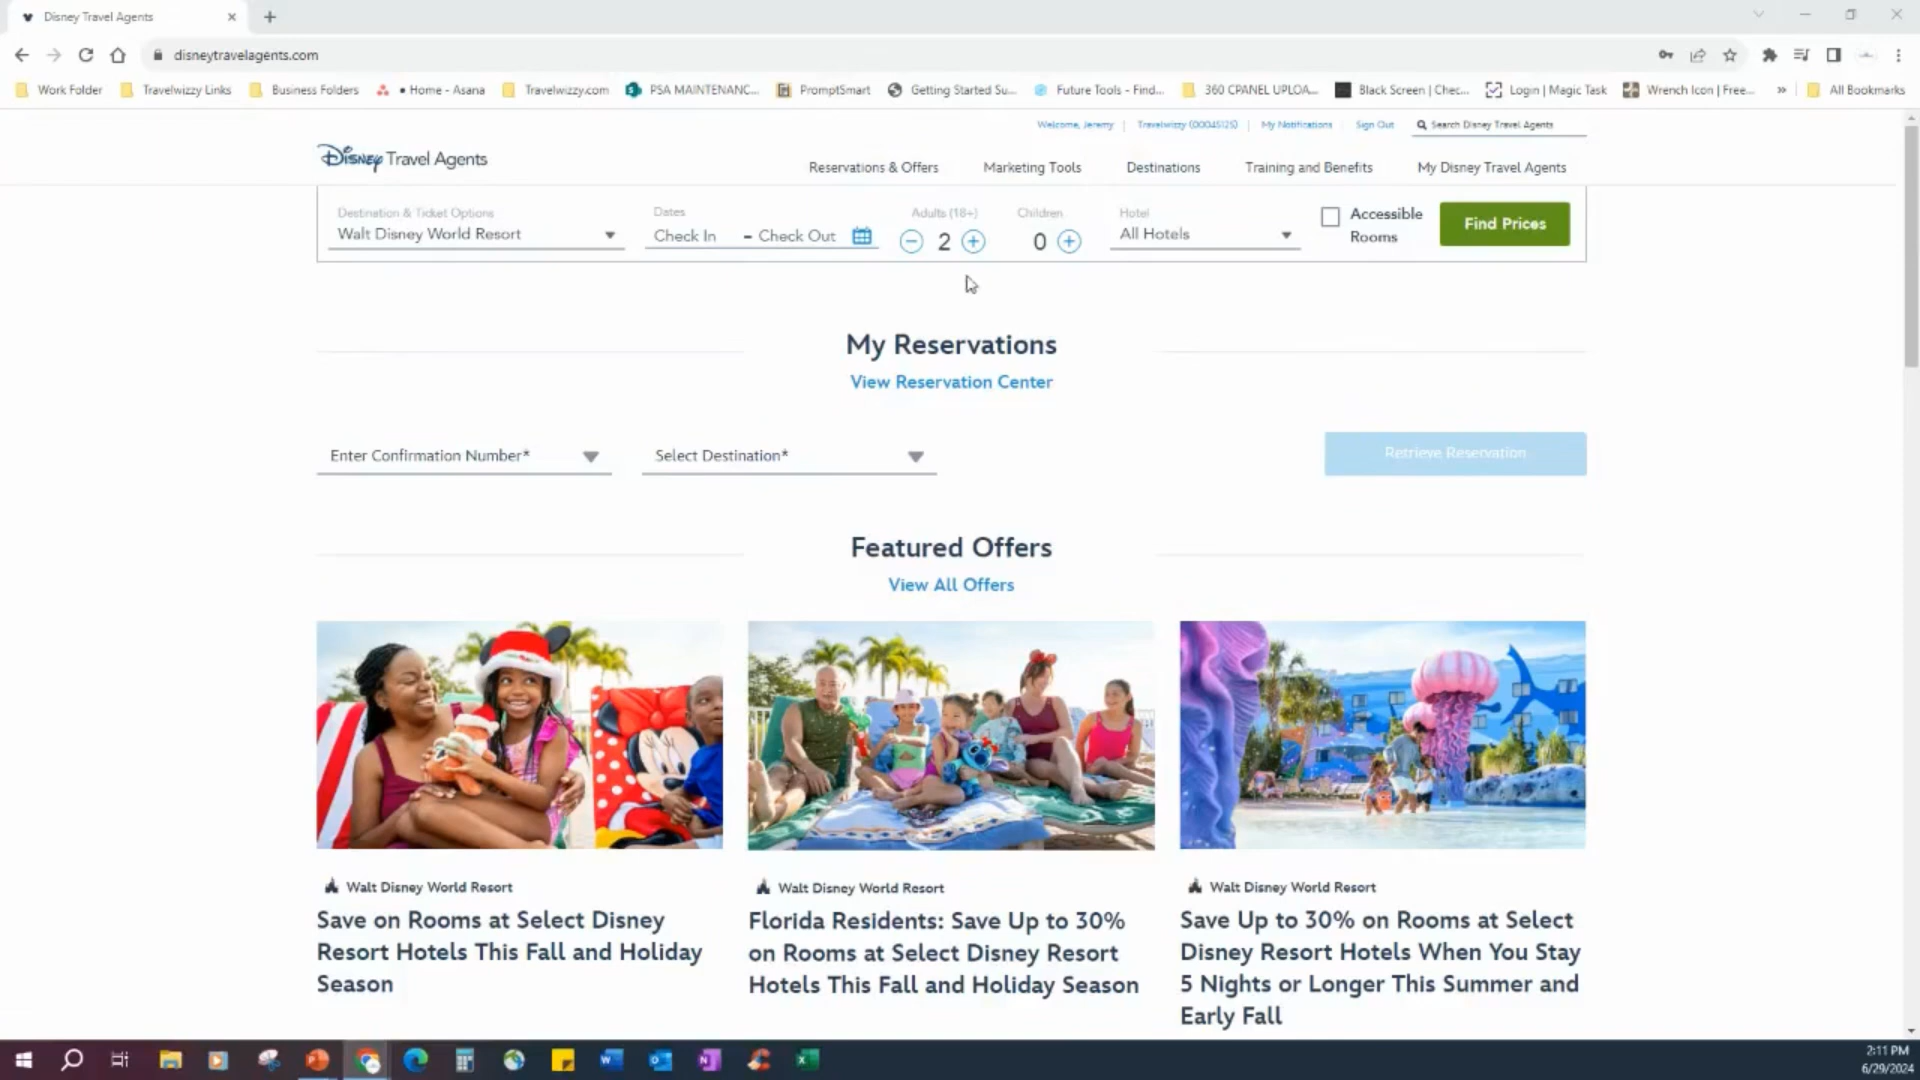 Disney Travel Agents
disneytravelagents.com
Work Folder
Travelwizzy Links
Business Folders
• Home - Asana
Travelwizzy.com
PSA MAINTENANC...
PromptSmart
Getting Started Su...
Future Tools - Find...
360 CPANEL UPLOA...
Black Screen | Chec...
Login | Magic Task
Wrench Icon | Free...
»
All Bookmarks
Welcome, Jeremy
Travelwizzy (00045125)
My Notifications
Sign Out
Search Disney Travel Agents
Disney Travel Agents
Reservations & Offers
Marketing Tools
Destinations
Training and Benefits
My Disney Travel Agents
Destination & Ticket Options
Walt Disney World Resort
Dates
Check In – Check Out
Adults (18+)
2
Children
0
Hotel
All Hotels
Accessible
Rooms
Find Prices
My Reservations
View Reservation Center
Enter Confirmation Number*
Select Destination*
Retrieve Reservation
Featured Offers
View All Offers
Walt Disney World Resort
Save on Rooms at Select Disney
Resort Hotels This Fall and Holiday
Season
Walt Disney World Resort
Florida Residents: Save Up to 30%
on Rooms at Select Disney Resort
Hotels This Fall and Holiday Season
Walt Disney World Resort
Save Up to 30% on Rooms at Select
Disney Resort Hotels When You Stay
5 Nights or Longer This Summer and
Early Fall
2:11 PM
6/29/2024